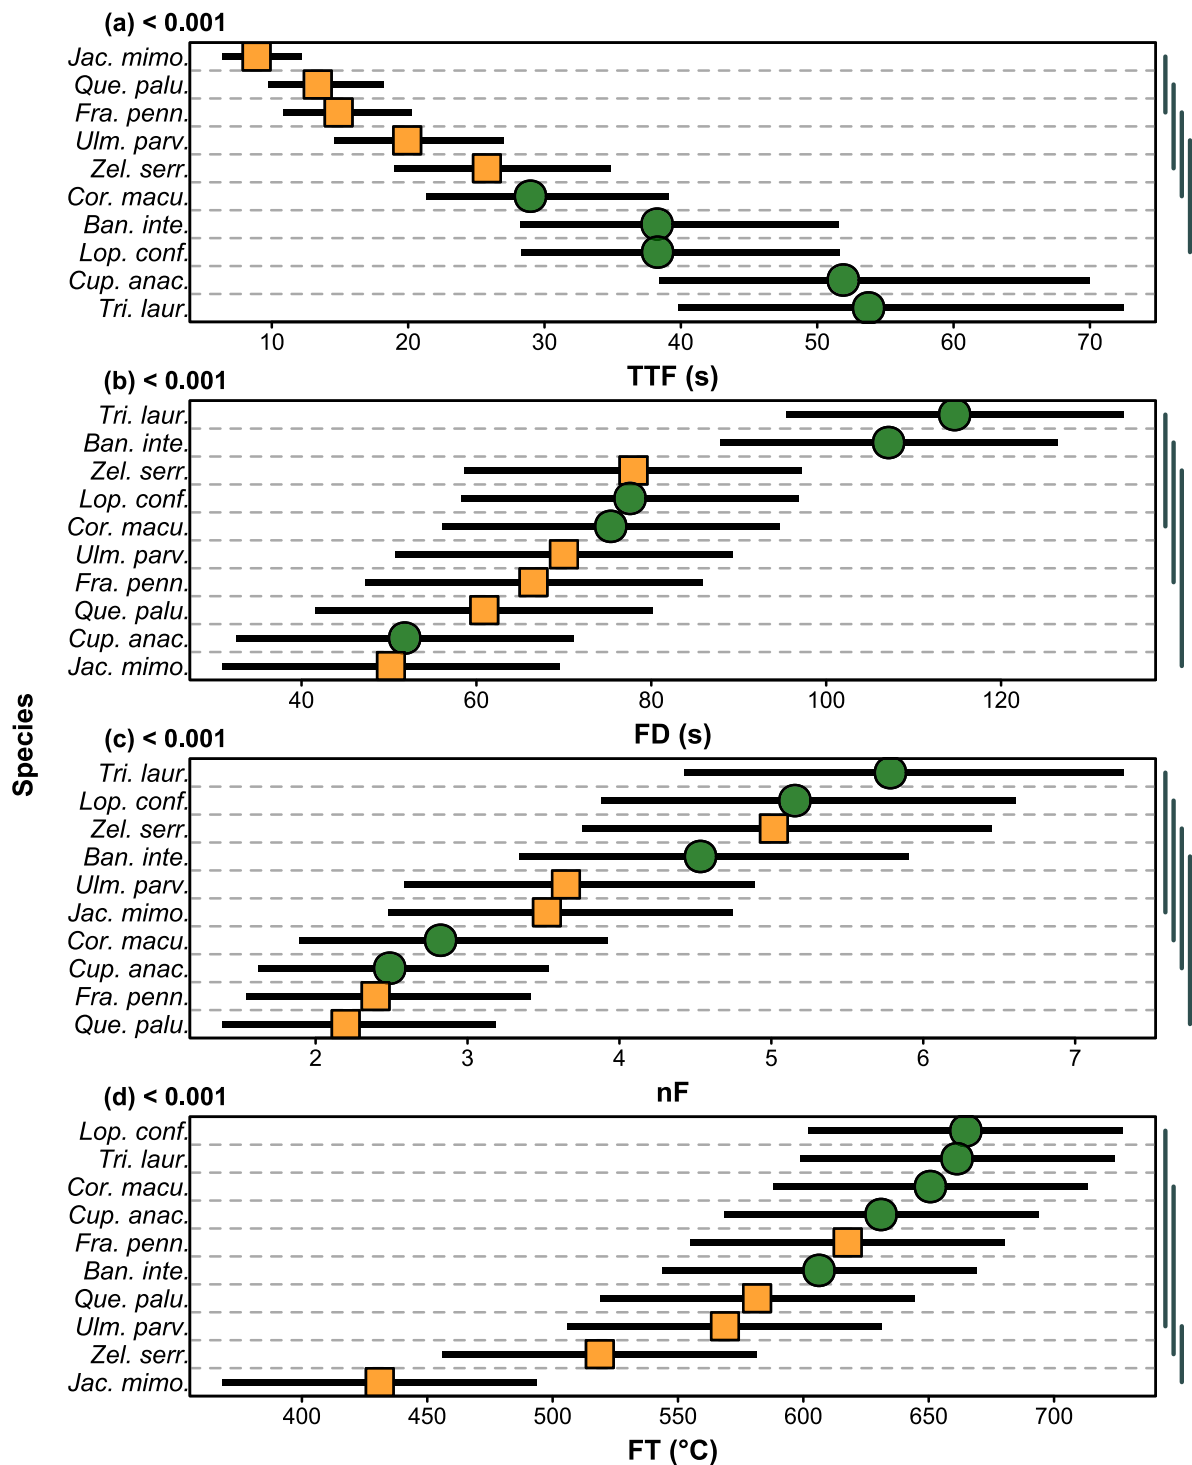 Species
(a) < 0.001
Jac. mimo.
Que. palu.
Fra. penn.
Ulm. parv.
Zel. serr.
Cor. macu.
Ban. inte.
Lop. conf.
Cup. anac.
Tri. laur.
10 20 30 40 50 60 70
TTF (s)
(b) < 0.001
Tri. laur.
Ban. inte.
Zel. serr.
Lop. conf.
Cor. macu.
Ulm. parv.
Fra. penn.
Que. palu.
Cup. anac.
Jac. mimo.
40 60 80 100 120
FD (s)
(c) < 0.001
Tri. laur.
Lop. conf.
Zel. serr.
Ban. inte.
Ulm. parv.
Jac. mimo.
Cor. macu.
Cup. anac.
Fra. penn.
Que. palu.
2 3 4 5 6 7
nF
(d) < 0.001
Lop. conf.
Tri. laur.
Cor. macu.
Cup. anac.
Fra. penn.
Ban. inte.
Que. palu.
Ulm. parv.
Zel. serr.
Jac. mimo.
400 450 500 550 600 650 700
FT (°C)